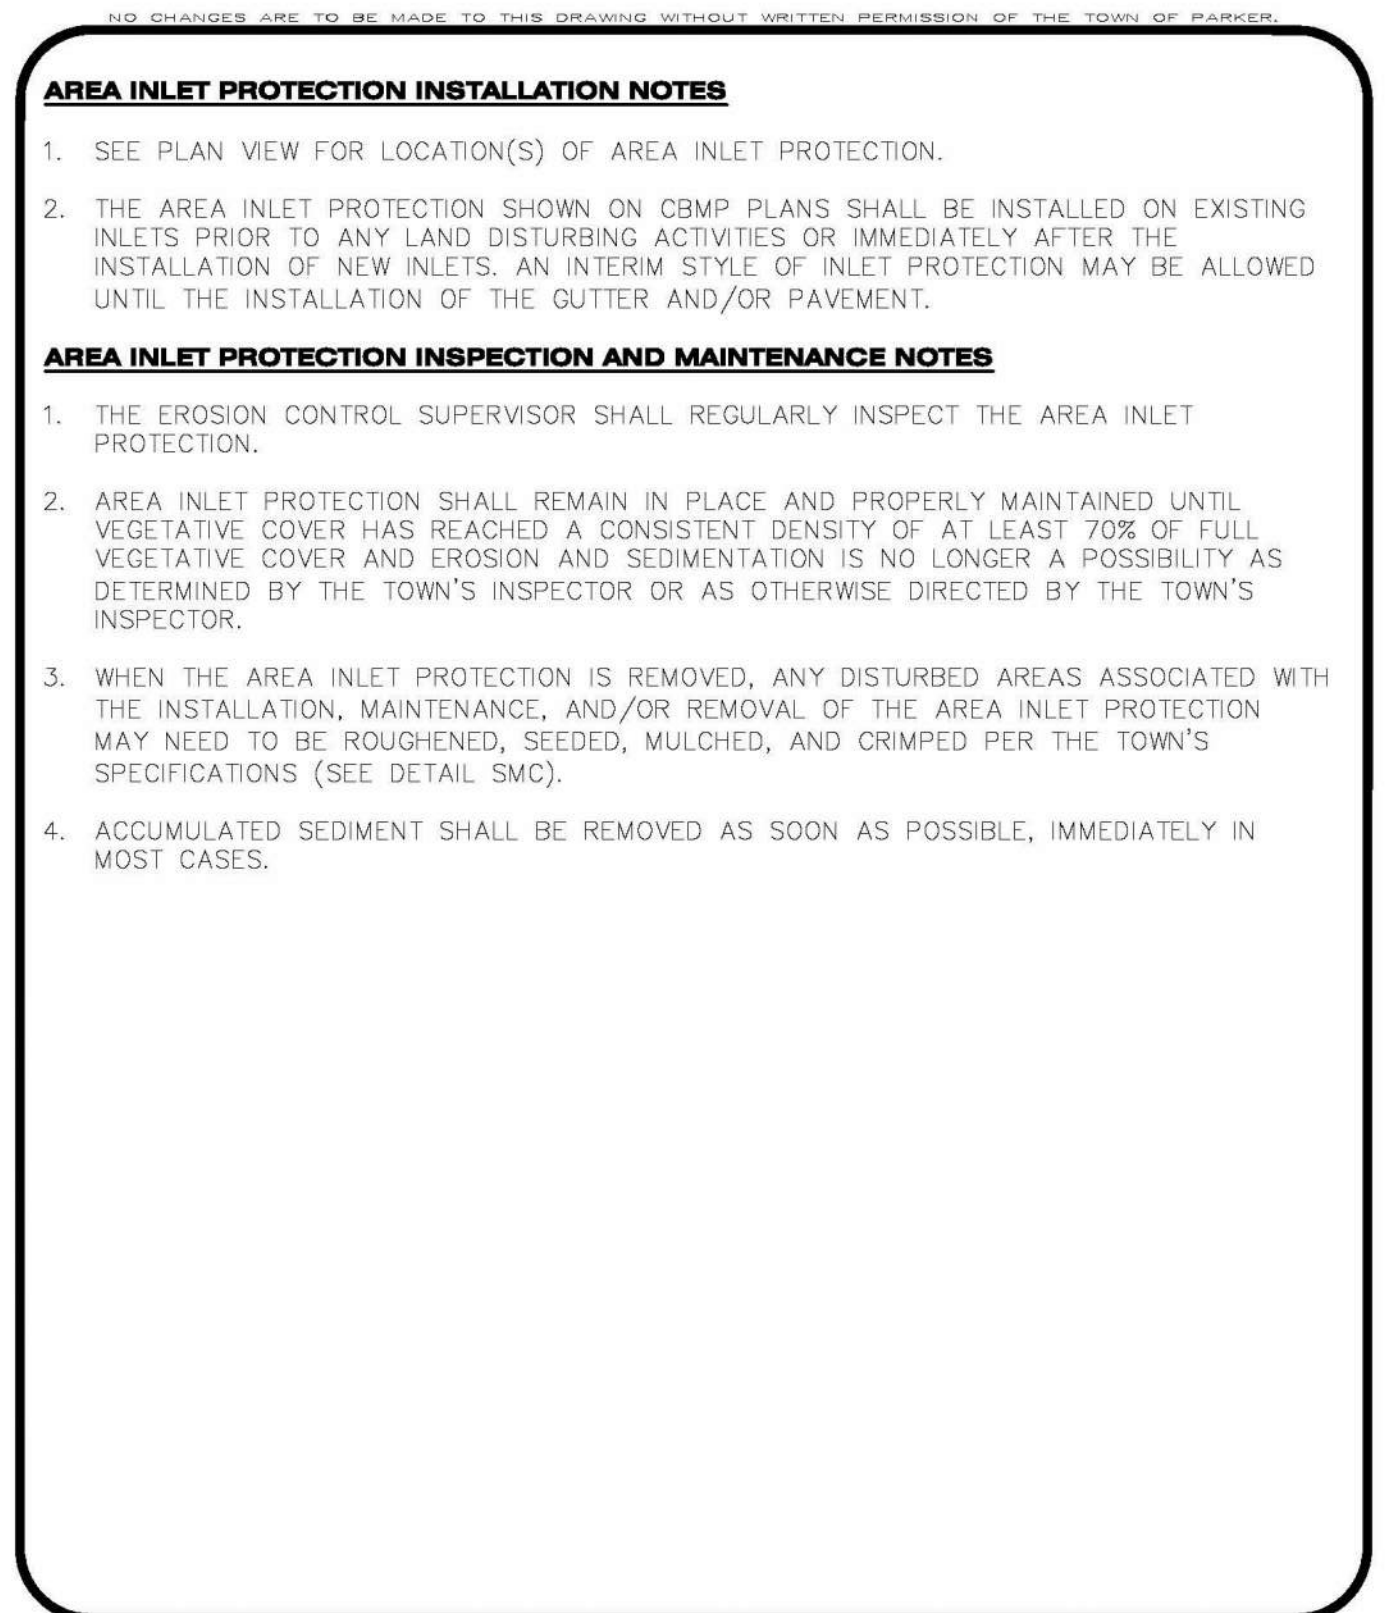 NO CHANGES ARE TO BE MADE TO THIS DRAWING WITHOUT WRITTEN PERMISSION OF THE TOWN OF PARKER.
AREA INLET PROTECTION INSTALLATION NOTES
1. SEE PLAN VIEW FOR LOCATION(S) OF AREA INLET PROTECTION.
2. THE AREA INLET PROTECTION SHOWN ON CBMP PLANS SHALL BE INSTALLED ON EXISTING
INLETS PRIOR TO ANY LAND DISTURBING ACTIVITIES OR IMMEDIATELY AFTER THE
INSTALLATION OF NEW INLETS. AN INTERIM STYLE OF INLET PROTECTION MAY BE ALLOWED
UNTIL THE INSTALLATION OF THE GUTTER AND/OR PAVEMENT.
AREA INLET PROTECTION INSPECTION AND MAINTENANCE NOTES
1. THE EROSION CONTROL SUPERVISOR SHALL REGULARLY INSPECT THE AREA INLET
PROTECTION.
2. AREA INLET PROTECTION SHALL REMAIN IN PLACE AND PROPERLY MAINTAINED UNTIL
VEGETATIVE COVER HAS REACHED A CONSISTENT DENSITY OF AT LEAST 70% OF FULL
VEGETATIVE COVER AND EROSION AND SEDIMENTATION IS NO LONGER A POSSIBILITY AS
DETERMINED BY THE TOWN'S INSPECTOR OR AS OTHERWISE DIRECTED BY THE TOWN'S
INSPECTOR.
3. WHEN THE AREA INLET PROTECTION IS REMOVED, ANY DISTURBED AREAS ASSOCIATED WITH
THE INSTALLATION, MAINTENANCE, AND/OR REMOVAL OF THE AREA INLET PROTECTION
MAY NEED TO BE ROUGHENED, SEEDED, MULCHED, AND CRIMPED PER THE TOWN'S
SPECIFICATIONS (SEE DETAIL SMC).
4. ACCUMULATED SEDIMENT SHALL BE REMOVED AS SOON AS POSSIBLE, IMMEDIATELY IN
MOST CASES.